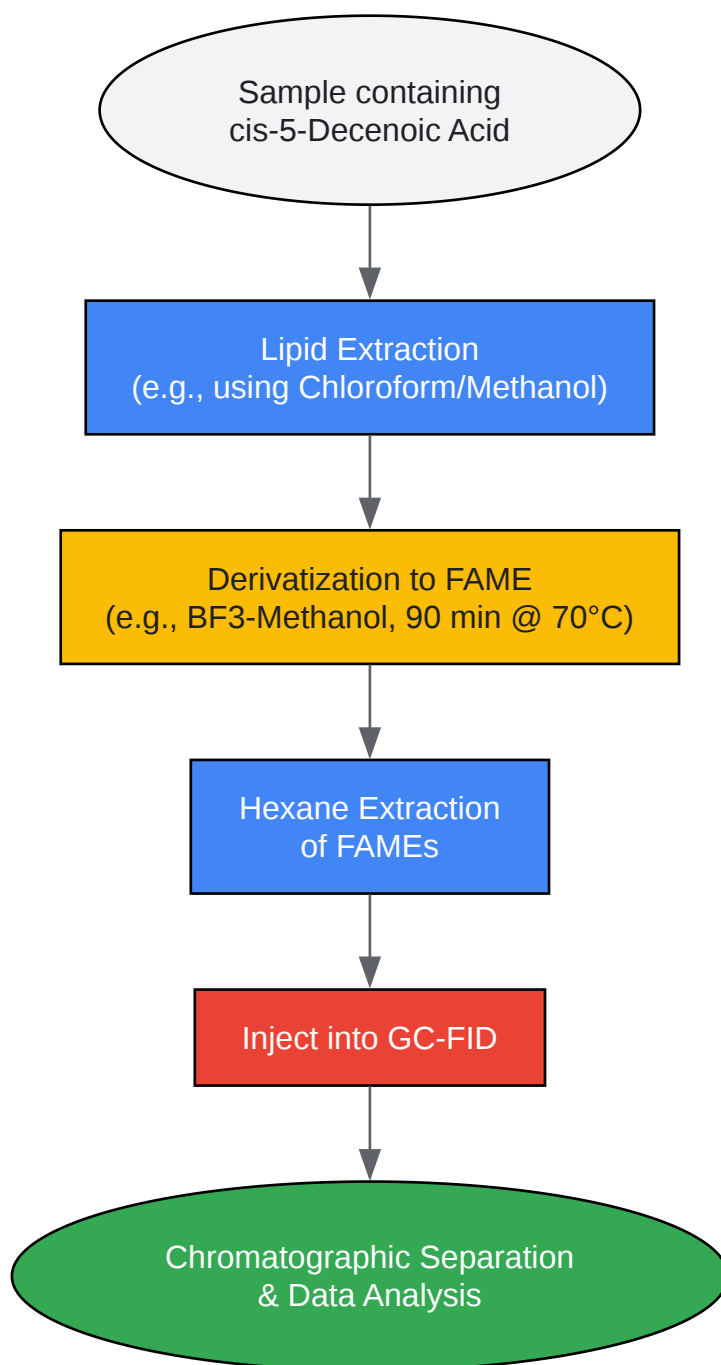 Sample containing
cis-5-Decenoic Acid
Lipid Extraction
(e.g., using Chloroform/Methanol)
Derivatization to FAME
(e.g., BF3-Methanol, 90 min @ 70°C)
Hexane Extraction
of FAMEs
Inject into GC-FID
Chromatographic Separation
& Data Analysis